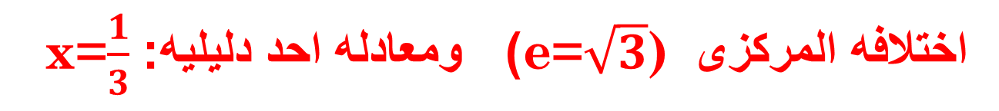 اختلافه المركزى (e=√3) ومعادله احد دليليه: x=1/3